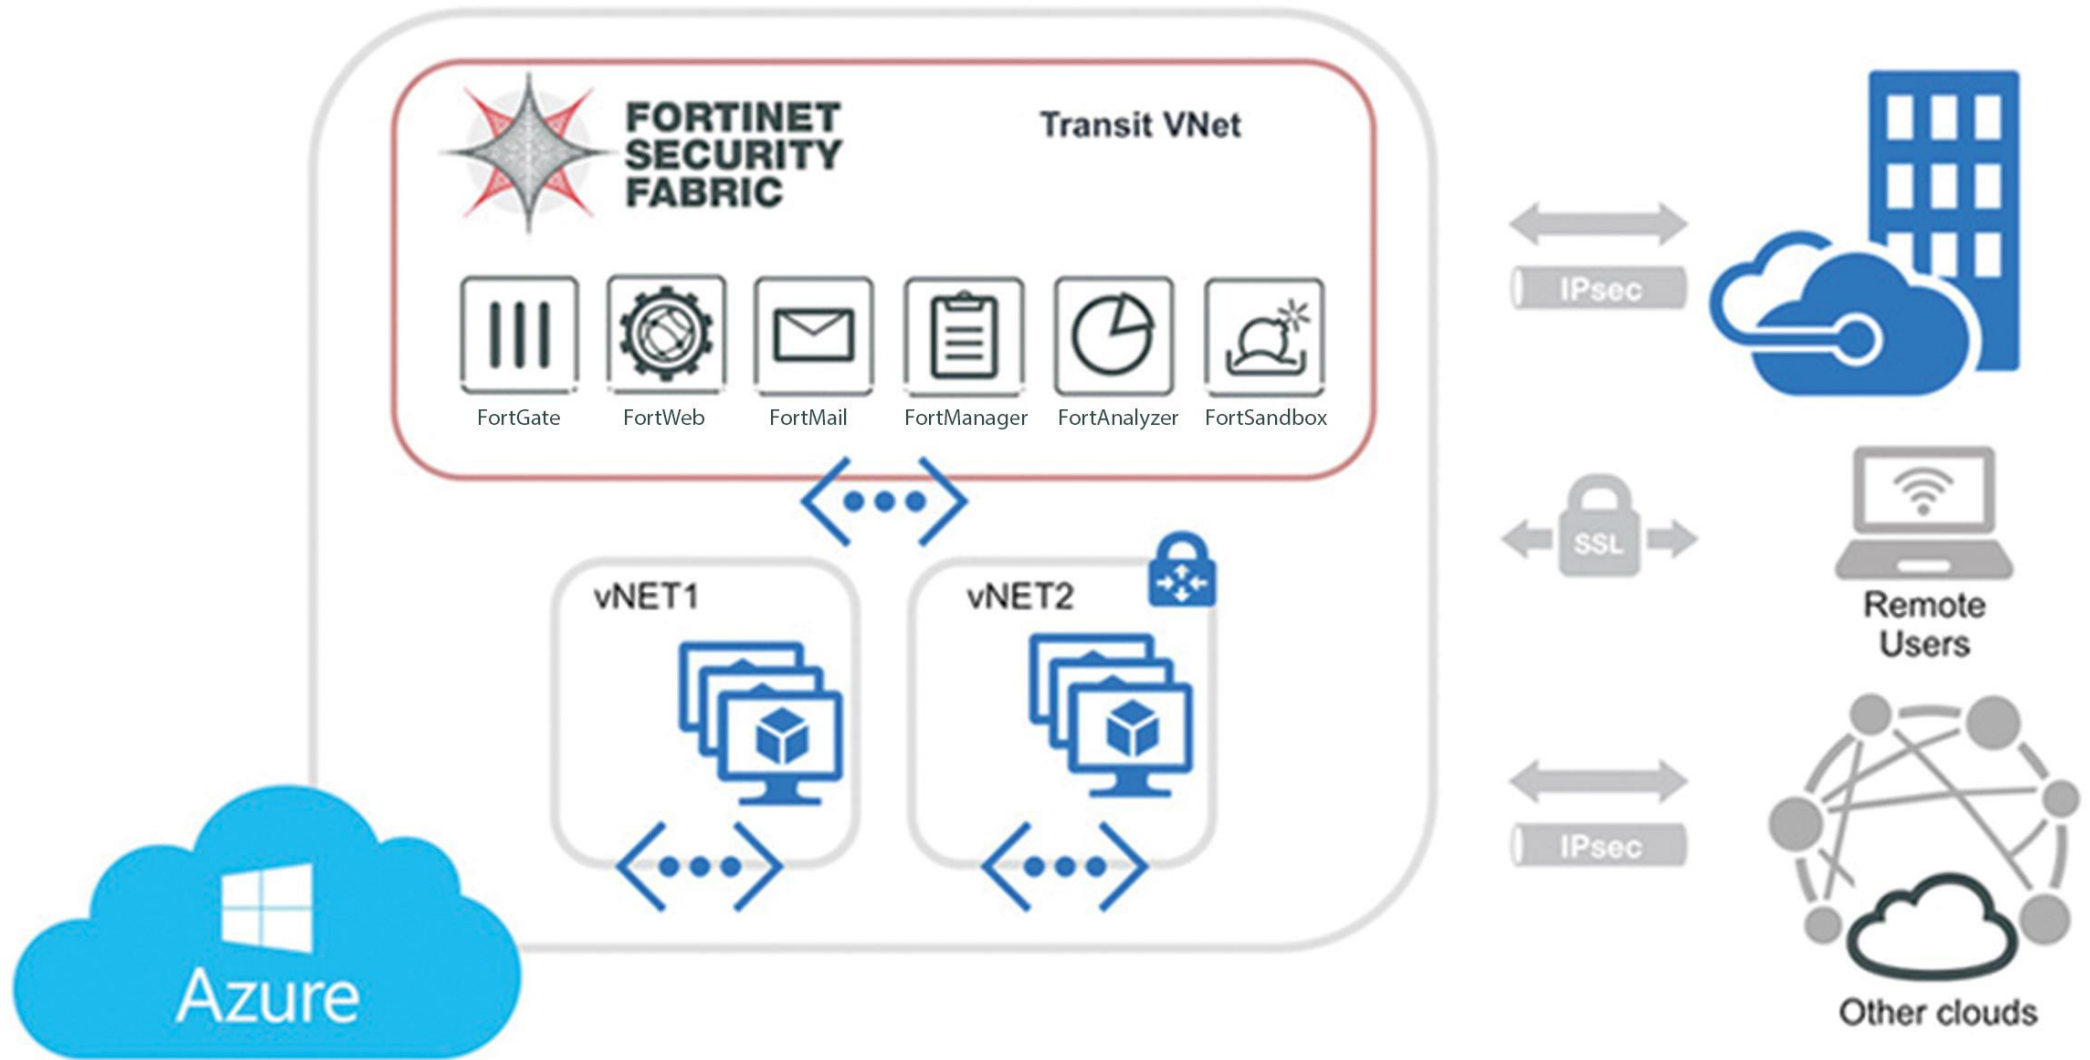 FORTINET
SECURITY
FABRIC
Transit VNet
FortGate
FortWeb
FortMail
FortManager
FortAnalyzer
FortSandbox
IPsec
vNET1
vNET2
SSL
Remote
Users
IPsec
Azure
Other clouds